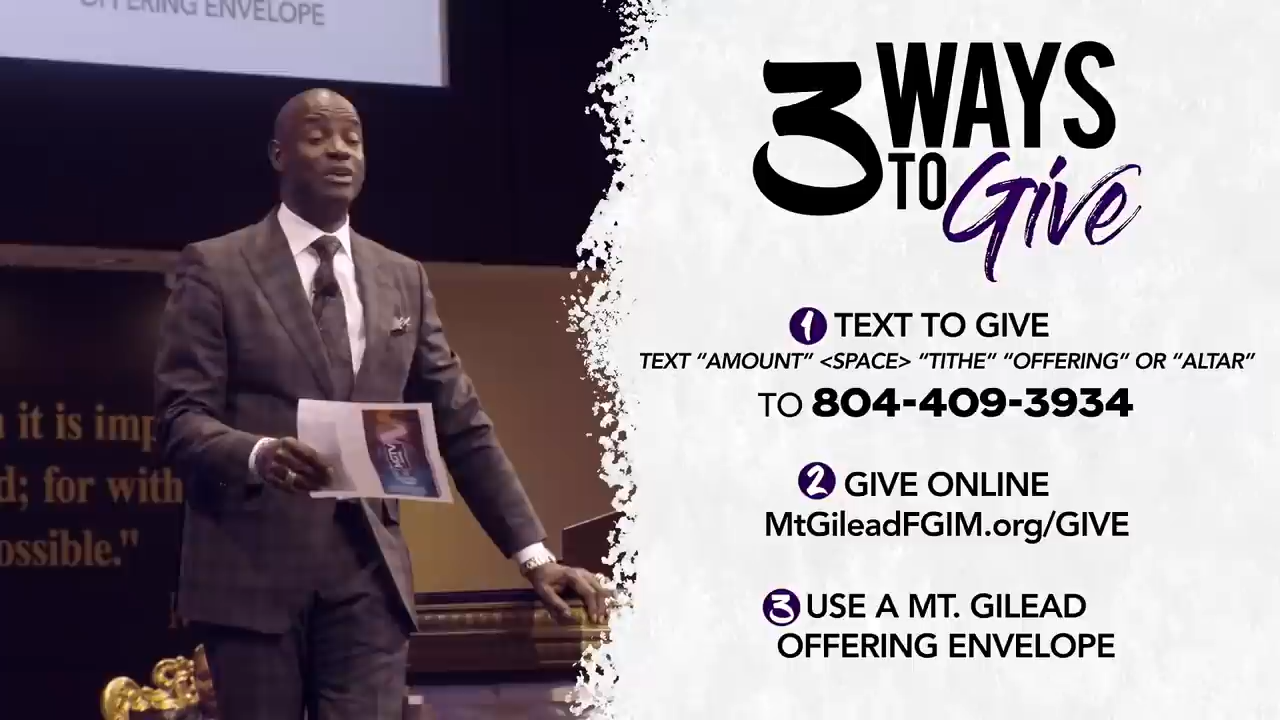 OFFERING ENVELOPE
it is imp
d; for with
ossible."
3 WAYS
TO Give
1 TEXT TO GIVE
TEXT “AMOUNT” <SPACE> “TITHE” “OFFERING” OR “ALTAR”
TO 804-409-3934
2 GIVE ONLINE
MtGileadFGIM.org/GIVE
3 USE A MT. GILEAD
OFFERING ENVELOPE